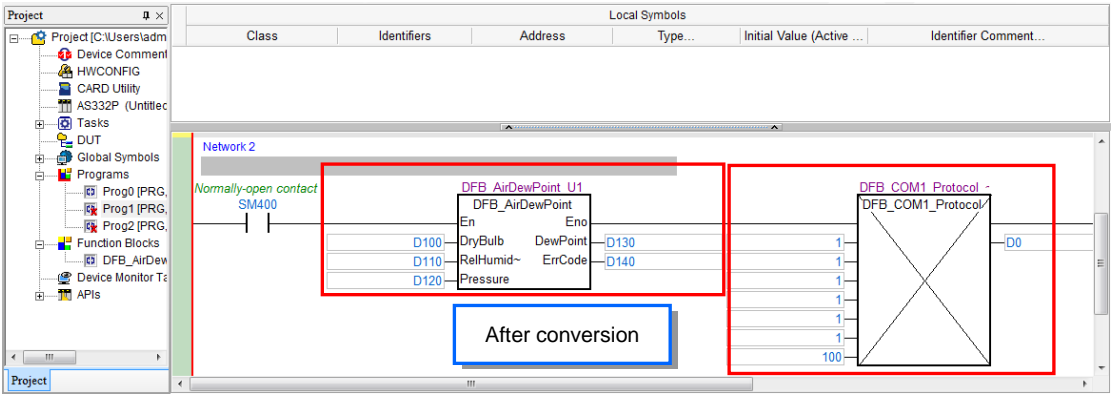 Project
Project [C:\Users\adm
Device Comment
HWCONFIG
CARD Utility
AS332P (Untitlec
Tasks
DUT
Global Symbols
Programs
Prog0 [PRG,
Prog1 [PRG,
Prog2 [PRG,
Function Blocks
DFB_AirDew
Device Monitor Ta
APIs
Project
Local Symbols
Class Identifiers Address Type... Initial Value (Active ... Identifier Comment...
Network 2
Normally-open contact
SM400
DFB_AirDewPoint_U1
DFB_AirDewPoint
En Eno
D100 DryBulb DewPoint D130
D110 RelHumid~ ErrCode D140
D120 Pressure
After conversion
DFB_COM1_Protocol_~
DFB_COM1_Protocol
1 D0
1
1
1
1
1
100